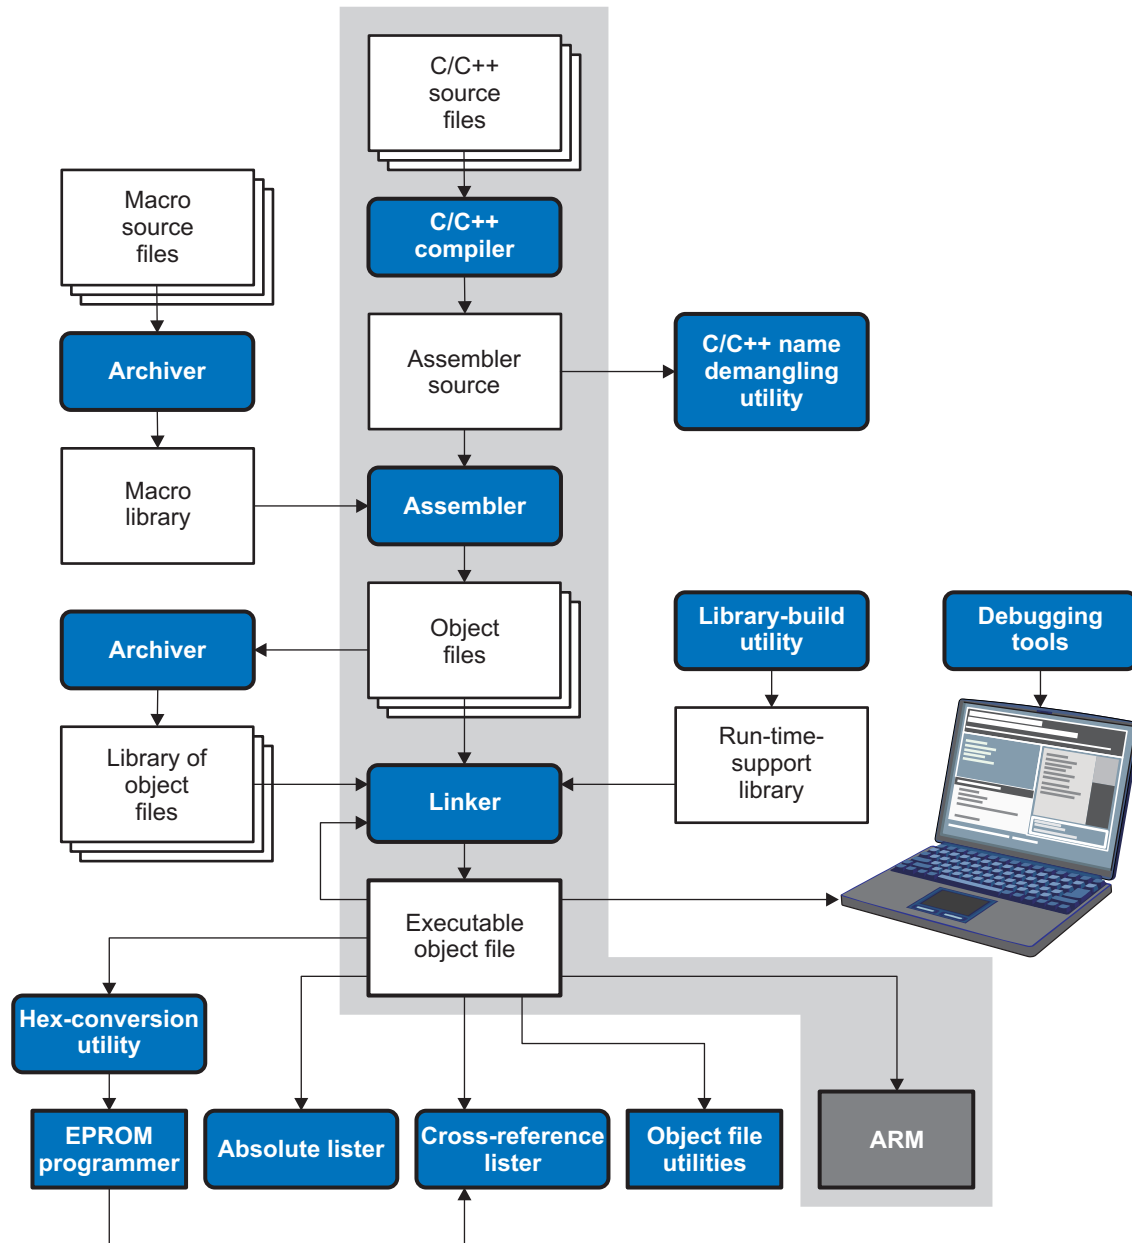 C/C++
source
files
Macro
source
files
C/C++
compiler
Archiver
Assembler
source
C/C++ name
demangling
utility
Macro
library
Assembler
Archiver
Object
files
Library-build
utility
Debugging
tools
Library of
object
files
Linker
Run-time-
support
library
Executable
object file
Hex-conversion
utility
EPROM
programmer
Absolute lister
Cross-reference
lister
Object file
utilities
ARM